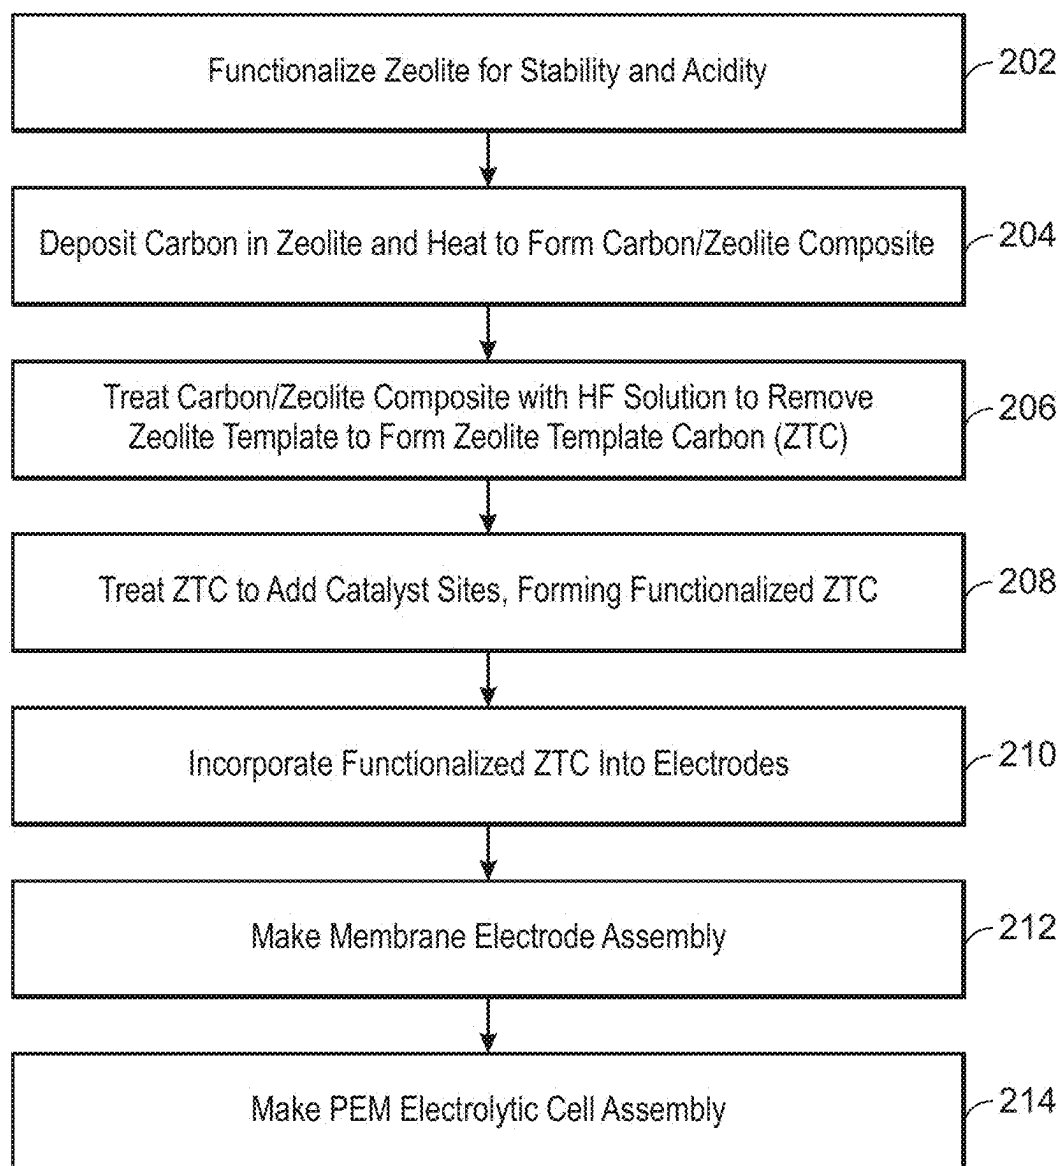 Functionalize Zeolite for Stability and Acidity
202
Deposit Carbon in Zeolite and Heat to Form Carbon/Zeolite Composite
204
Treat Carbon/Zeolite Composite with HF Solution to Remove
Zeolite Template to Form Zeolite Template Carbon (ZTC)
206
Treat ZTC to Add Catalyst Sites, Forming Functionalized ZTC
208
Incorporate Functionalized ZTC Into Electrodes
210
Make Membrane Electrode Assembly
212
Make PEM Electrolytic Cell Assembly
214